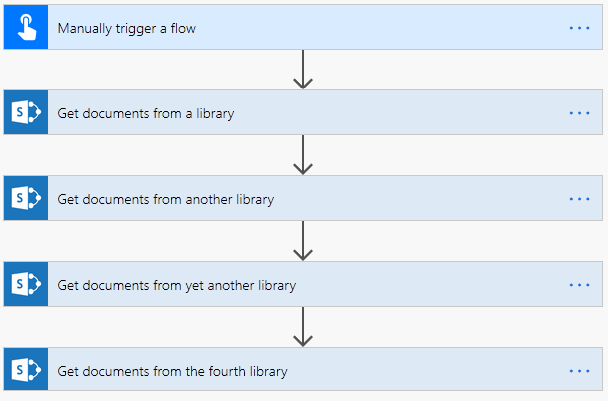 Manually trigger a flow
S
Get documents from a library
S
Get documents from another library
S
Get documents from yet another library
S
Get documents from the fourth library